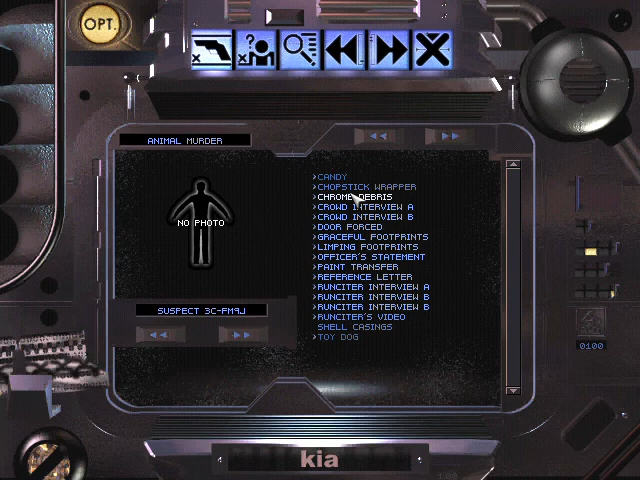 OPT.
ANIMAL MURDER
NO PHOTO
SUSPECT 3C-FM9J
>CANDY
>CHOPSTICK WRAPPER
>CHROME DEBRIS
>CROWD INTERVIEW A
>CROWD INTERVIEW B
>DOOR FORCED
>GRACEFUL FOOTPRINTS
>LIMPING FOOTPRINTS
>OFFICER'S STATEMENT
>PAINT TRANSFER
>REFERENCE LETTER
>RUNCITER INTERVIEW A
>RUNCITER INTERVIEW B
>RUNCITER INTERVIEW B
>RUNCITER'S VIDEO
SHELL CASINGS
>TOY DOG
0100
kia